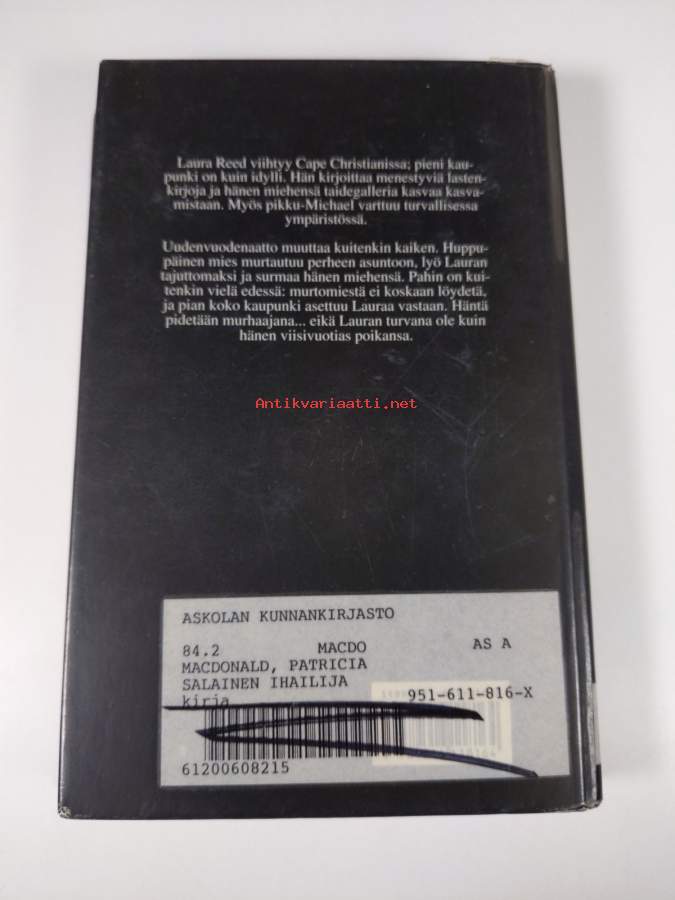 Laura Reed viihtyy Cape Christianissa; pieni kau-
punki on kuin idylli. Hän kirjoittaa menestyviä lasten-
kirjoja ja hänen miehensä taidegalleria kasvaa kasva-
mistaan. Myös pikku-Michael varttuu turvallisessa
ympäristössä.
Uudenvuodenaatto muuttaa kuitenkin kaiken. Huppu-
päinen mies murtautuu perheen asuntoon, lyö Lauran
tajuttomaksi ja surmaa hänen miehensä. Pahin on kui-
tenkin vielä edessä: murtomiestä ei koskaan löydetä,
ja pian koko kaupunki asettuu Lauraa vastaan. Häntä
pidetään murhaajana... eikä Lauran turvana ole kuin
hänen viisivuotias poikansa.
Antikvariaatti.net
ASKOLAN KUNNANKIRJASTO
84.2 MACDO AS A
MACDONALD, PATRICIA
SALAINEN IHAILIJA
kirja
951-611-816-X
61200608215